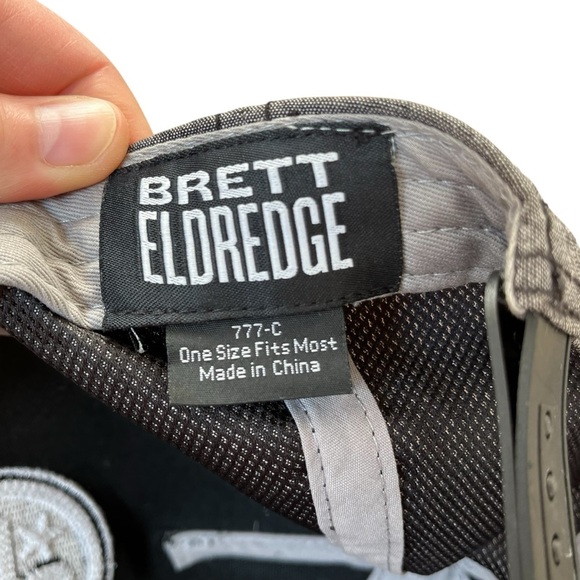 BRETT
ELDREDGE
777-C
One Size Fits Most
Made in China